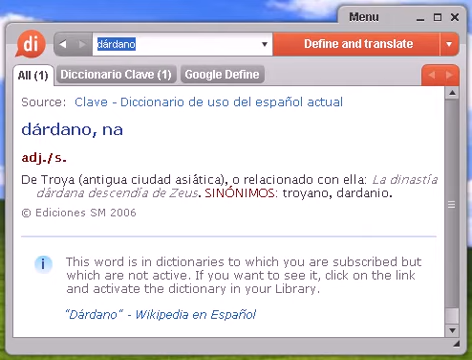 Menu
di
dárdano
Define and translate
All (1)
Diccionario Clave (1)
Google Define
Source: Clave - Diccionario de uso del español actual
dárdano, na
adj./s.
De Troya (antigua ciudad asiática), o relacionado con ella: La dinastía
dárdana descendía de Zeus. SINÓNIMOS: troyano, dardanio.
© Ediciones SM 2006
i
This word is in dictionaries to which you are subscribed but
which are not active. If you want to see it, click on the link
and activate the dictionary in your Library.
"Dárdano" - Wikipedia en Español